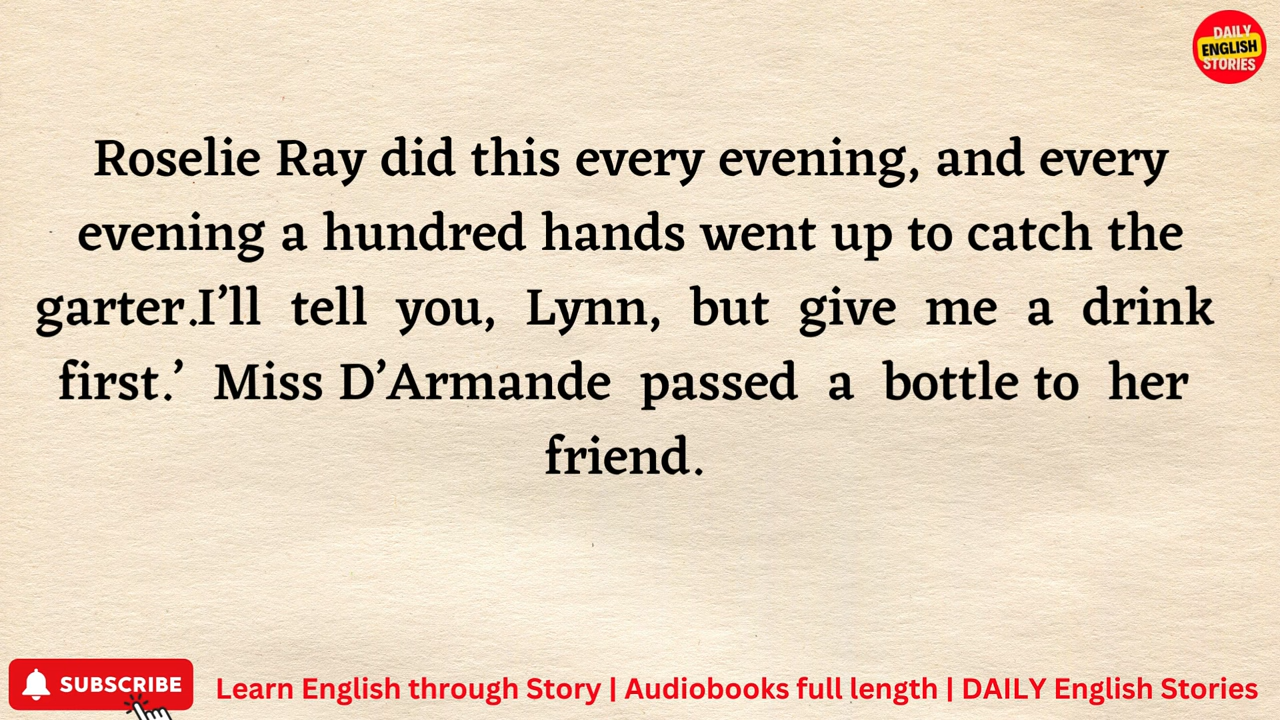 DAILY
ENGLISH
STORIES
Roselie Ray did this every evening, and every
evening a hundred hands went up to catch the
garter.I’ll tell you, Lynn, but give me a drink
first.’ Miss D’Armande passed a bottle to her
friend.
SUBSCRIBE
Learn English through Story | Audiobooks full length | DAILY English Stories